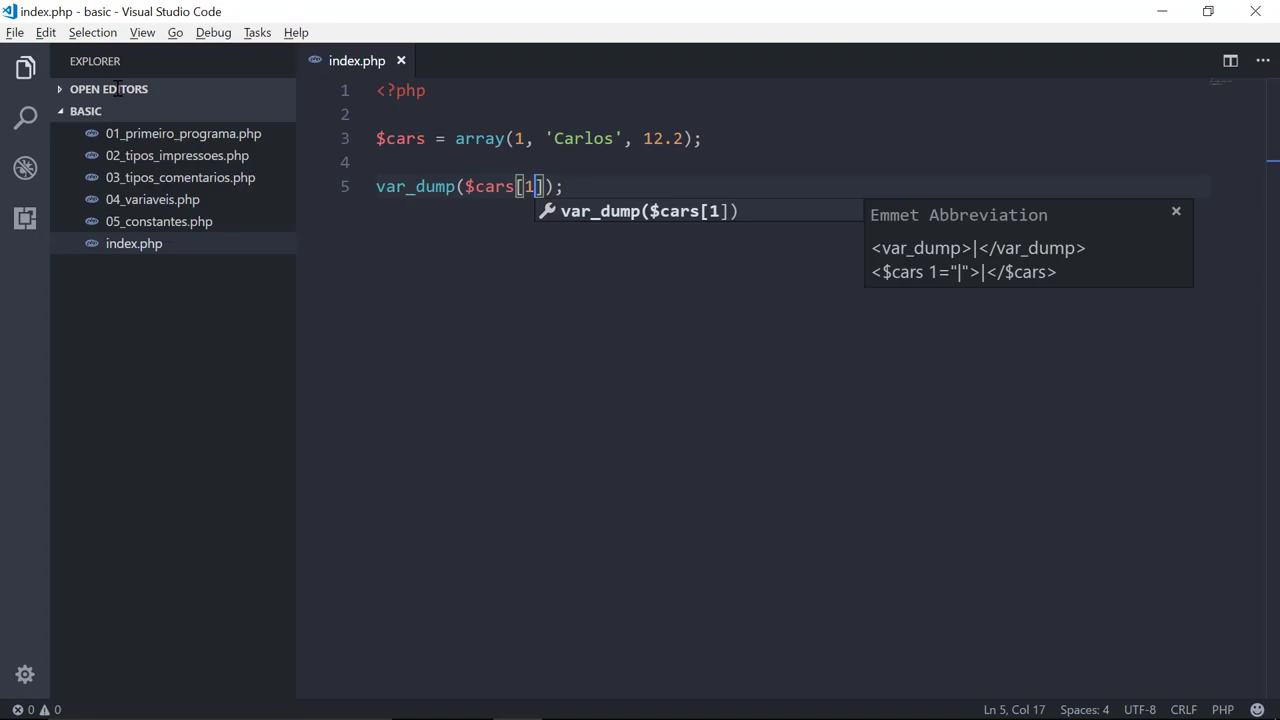 index.php - basic - Visual Studio Code
File Edit Selection View Go Debug Tasks Help
EXPLORER
OPEN EDITORS
BASIC
01_primeiro_programa.php
02_tipos_impressoes.php
03_tipos_comentarios.php
04_variaveis.php
05_constantes.php
index.php
index.php
1 <?php
2
3 $cars = array(1, 'Carlos', 12.2);
4
5 var_dump($cars[1]);
var_dump($cars[1])
Emmet Abbreviation
<var_dump>|</var_dump>
<$cars 1="|">|</$cars>
0 0 Ln 5, Col 17 Spaces: 4 UTF-8 CRLF PHP